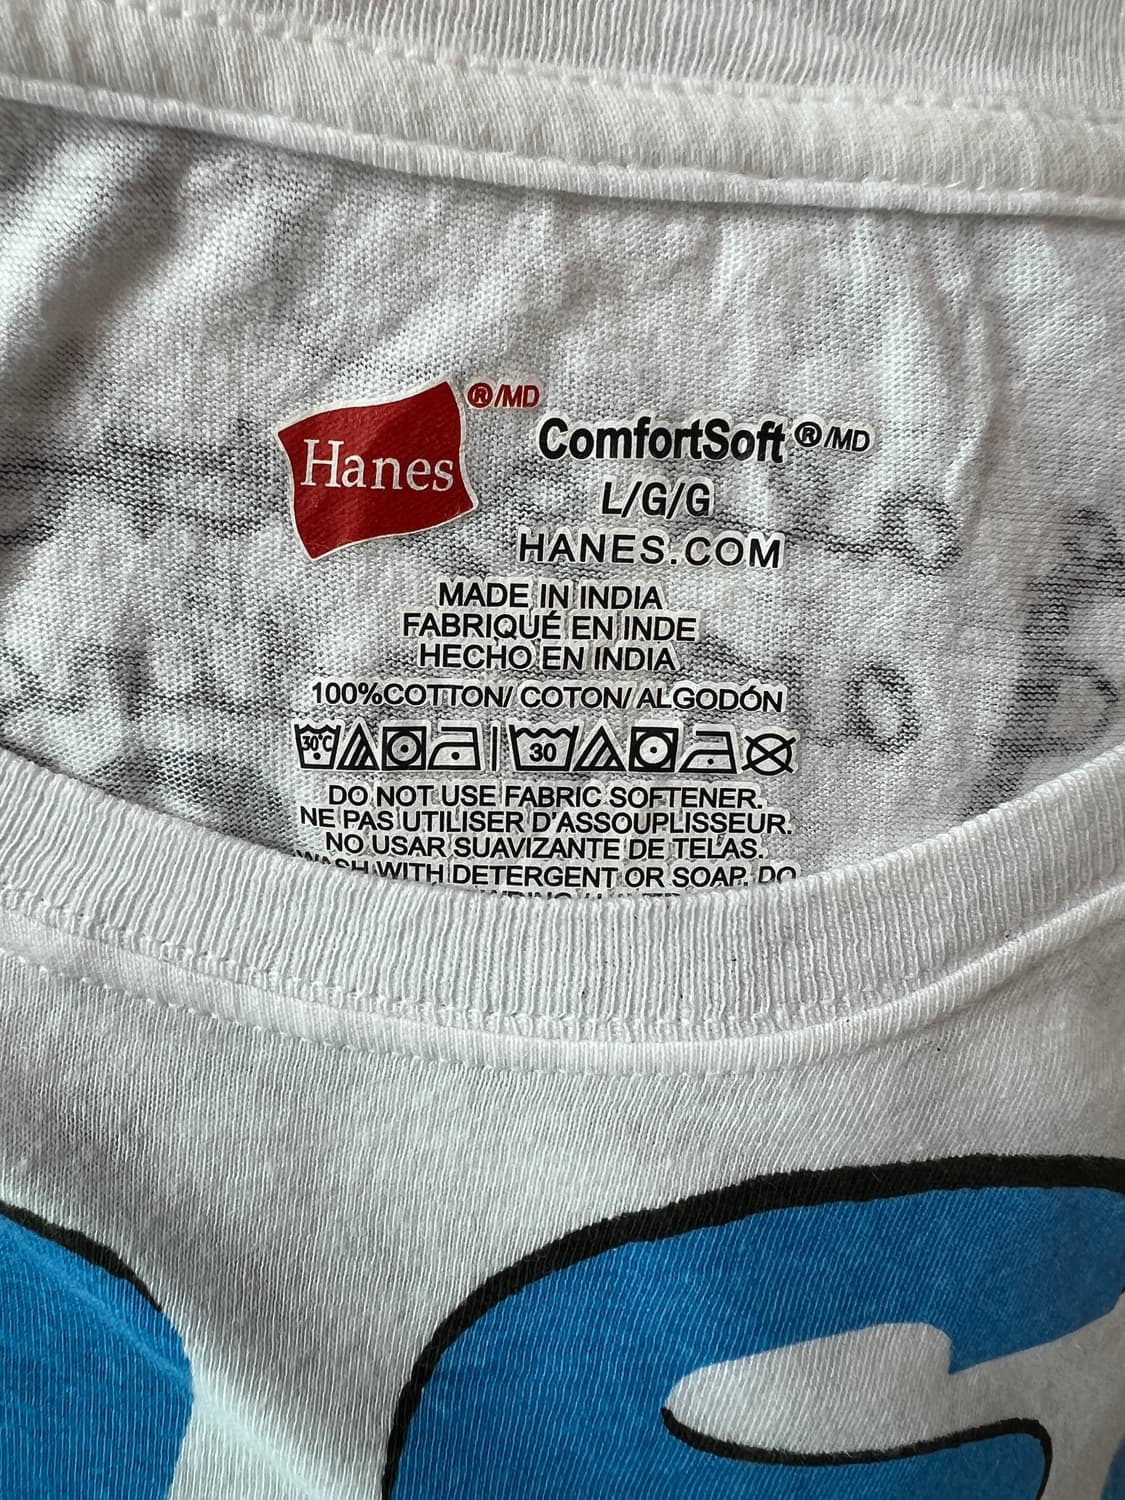 Hanes ®/MD
ComfortSoft ®/MD
L/G/G
HANES.COM
MADE IN INDIA
FABRIQUÉ EN INDE
HECHO EN INDIA
100%COTTON/ COTON/ ALGODÓN
30°C 30
DO NOT USE FABRIC SOFTENER.
NE PAS UTILISER D'ASSOUPLISSEUR.
NO USAR SUAVIZANTE DE TELAS.
WASH WITH DETERGENT OR SOAP. DO